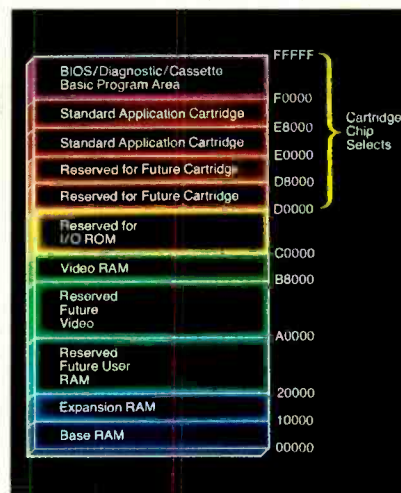 FFFFF
BIOS/Diagnostic/Cassette
Basic Program Area
F0000
Standard Application Cartridge
E8000
Standard Application Cartridge
E0000
Reserved for Future Cartridge
D8000
Reserved for Future Cartridge
D0000
Cartridge
Chip
Selects
Reserved for
I/O ROM
C0000
Video RAM
B8000
Reserved
Future
Video
A0000
Reserved
Future User
RAM
20000
Expansion RAM
10000
Base RAM
00000